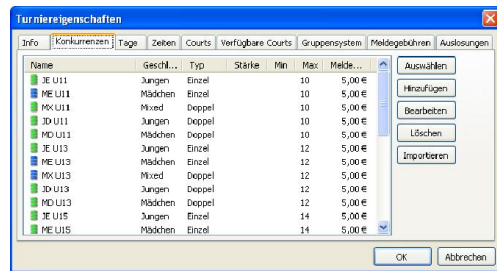 Turniereigenschaften
Info Konkurrenzen Tage Zeiten Courts Verfügbare Courts Gruppensystem Meldegebühren Auslosungen
Name Geschl... Typ Stärke Min Max Melde...
JE U11 Jungen Einzel 10 5,00 €
ME U11 Mädchen Einzel 10 5,00 €
MX U11 Mixed Doppel 10 5,00 €
JD U11 Jungen Doppel 10 5,00 €
MD U11 Mädchen Doppel 10 5,00 €
JE U13 Jungen Einzel 12 5,00 €
ME U13 Mädchen Einzel 12 5,00 €
MX U13 Mixed Doppel 12 5,00 €
JD U13 Jungen Doppel 12 5,00 €
MD U13 Mädchen Doppel 12 5,00 €
JE U15 Jungen Einzel 14 5,00 €
ME U15 Mädchen Einzel 14 5,00 €
Auswählen
Hinzufügen
Bearbeiten
Löschen
Importieren
OK Abbrechen